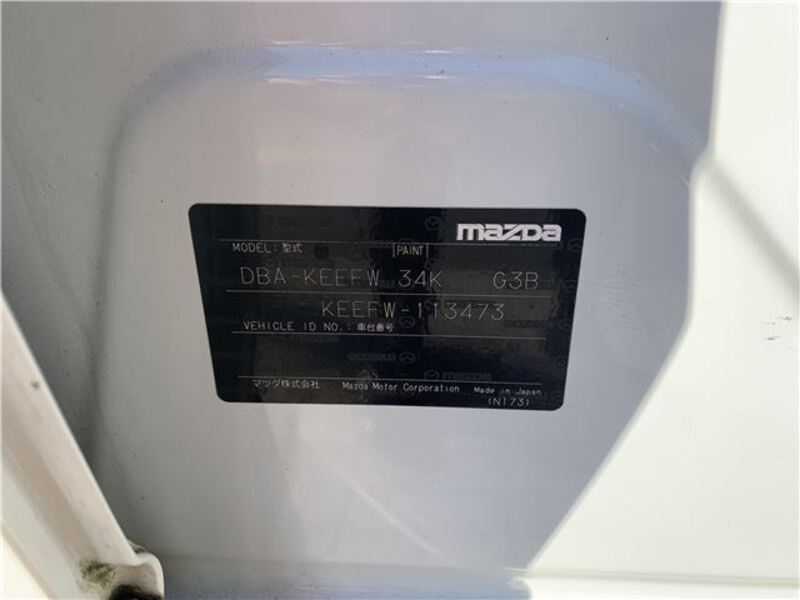 mazda
MODEL: 型式 PAINT
DBA-KEEFW 34K G3B
KEEFW-113473
VEHICLE ID NO.: 車台番号
マツダ株式会社 Mazda Motor Corporation Made in Japan
(N173)